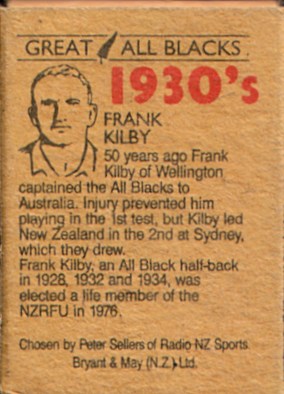 GREAT ALL BLACKS
1930's
FRANK
KILBY
50 years ago Frank
Kilby of Wellington
captained the All Blacks to
Australia. Injury prevented him
playing in the 1st test, but Kilby led
New Zealand in the 2nd at Sydney,
which they drew.
Frank Kilby, an All Black half-back
in 1928, 1932 and 1934, was
elected a life member of the
NZRFU in 1976.
Chosen by Peter Sellers of Radio NZ Sports
Bryant & May (N.Z.) Ltd.